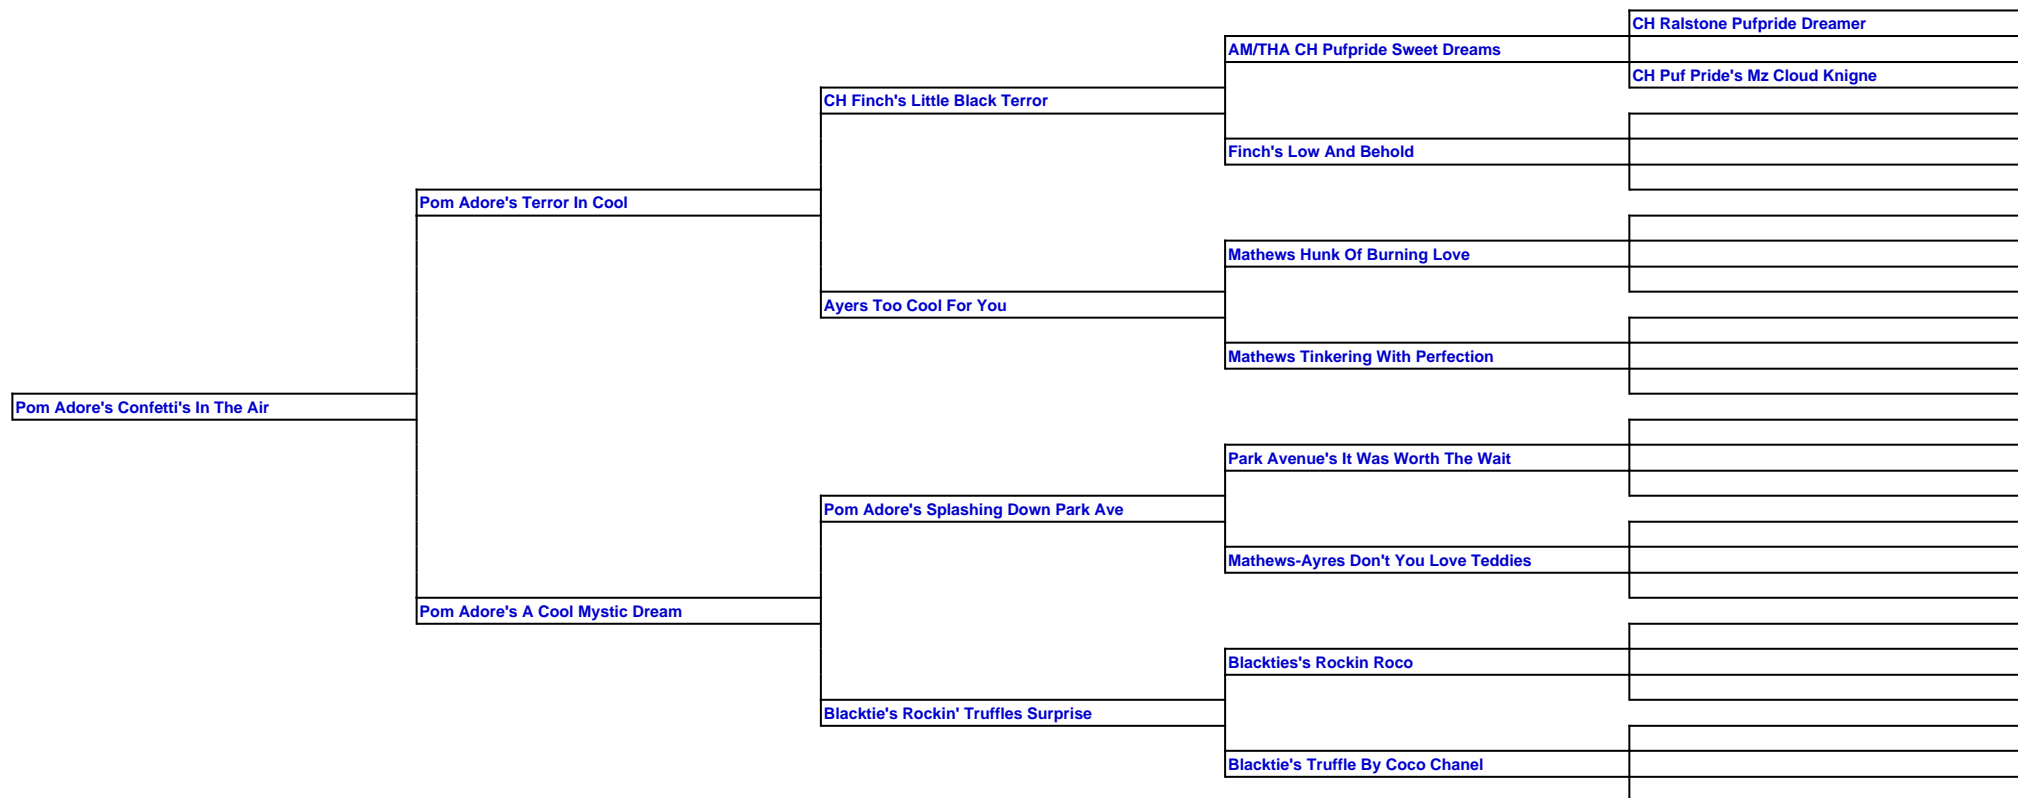 CH Ralstone Pufpride Dreamer
AM/THA CH Pufpride Sweet Dreams
CH Puf Pride's Mz Cloud Knigne
CH Finch's Little Black Terror
Finch's Low And Behold
Pom Adore's Terror In Cool
Mathews Hunk Of Burning Love
Ayers Too Cool For You
Mathews Tinkering With Perfection
Pom Adore's Confetti's In The Air
Park Avenue's It Was Worth The Wait
Pom Adore's Splashing Down Park Ave
Mathews-Ayres Don't You Love Teddies
Pom Adore's A Cool Mystic Dream
Blackties's Rockin Roco
Blacktie's Rockin' Truffles Surprise
Blacktie's Truffle By Coco Chanel